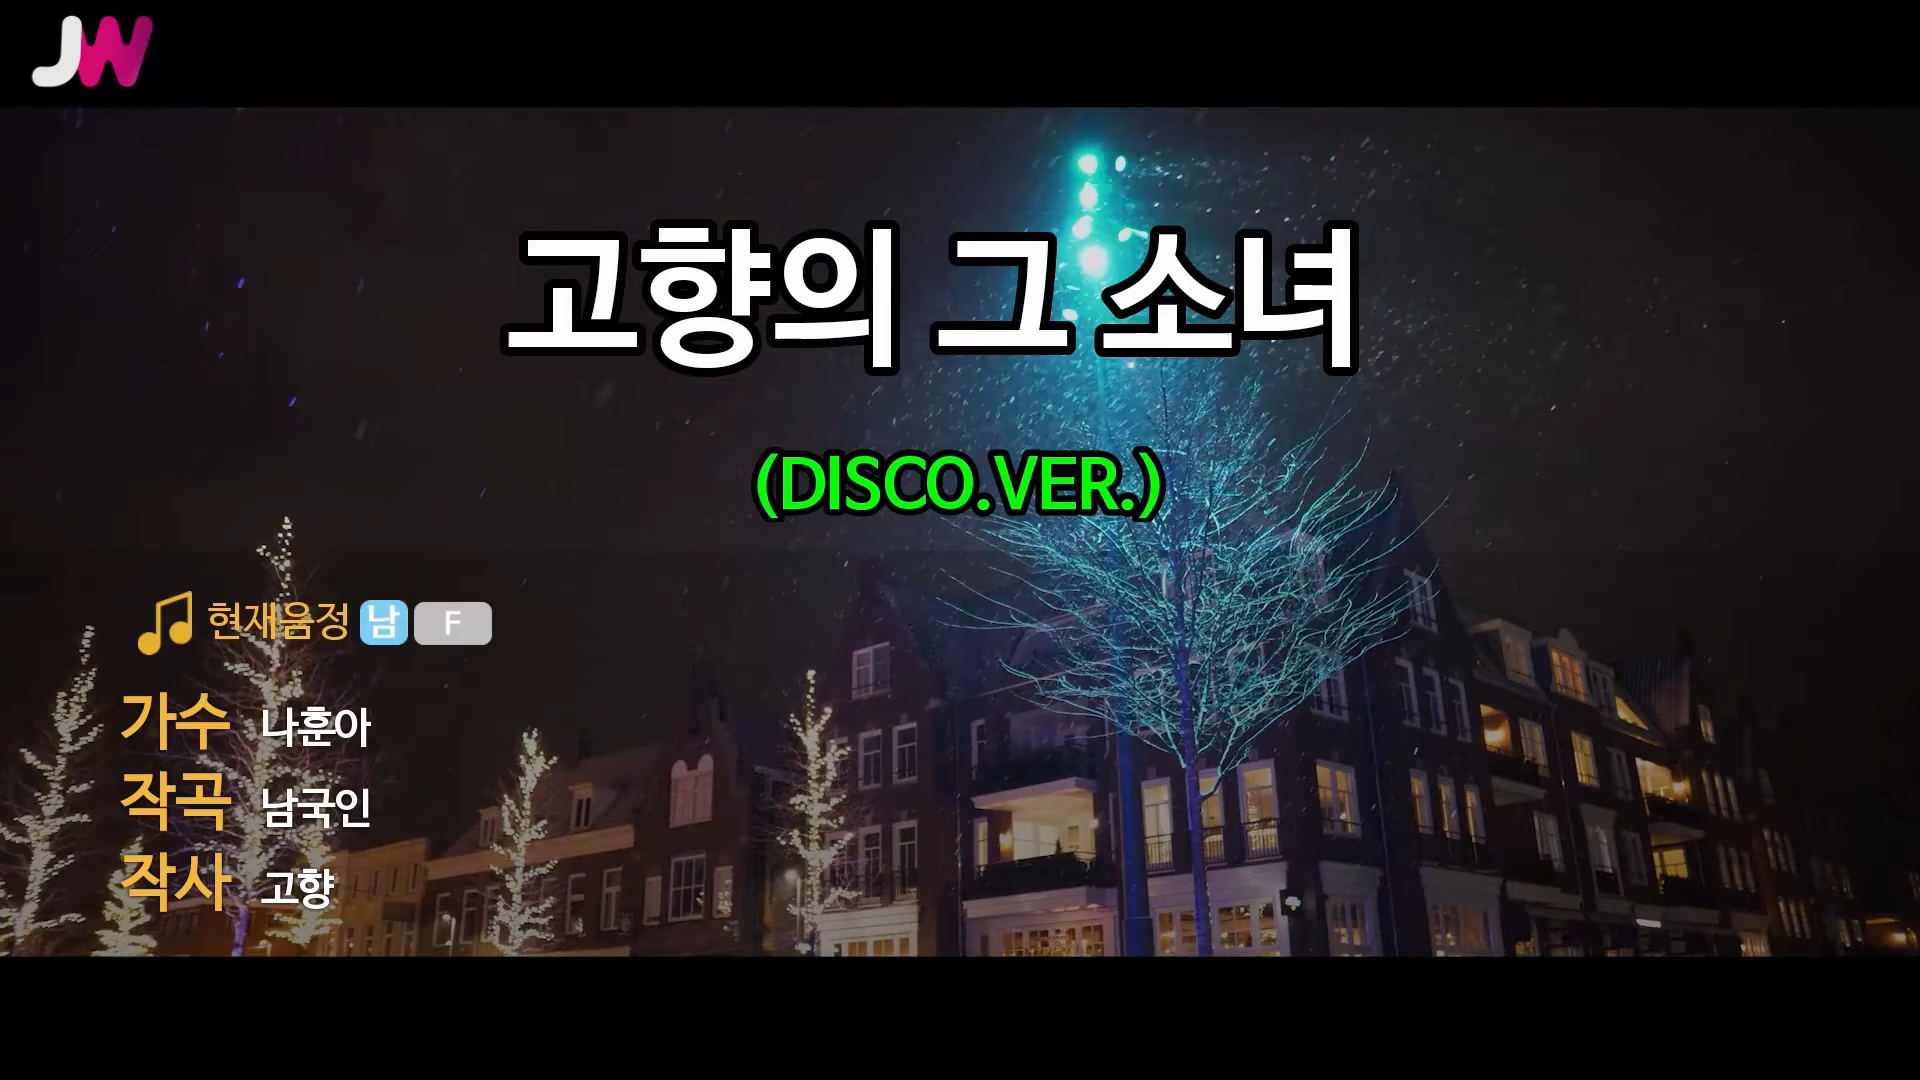 JW
고향의 그 소녀
(DISCO.VER.)
현재음정 남 F
가수 나훈아
작곡 남국인
작사 고향